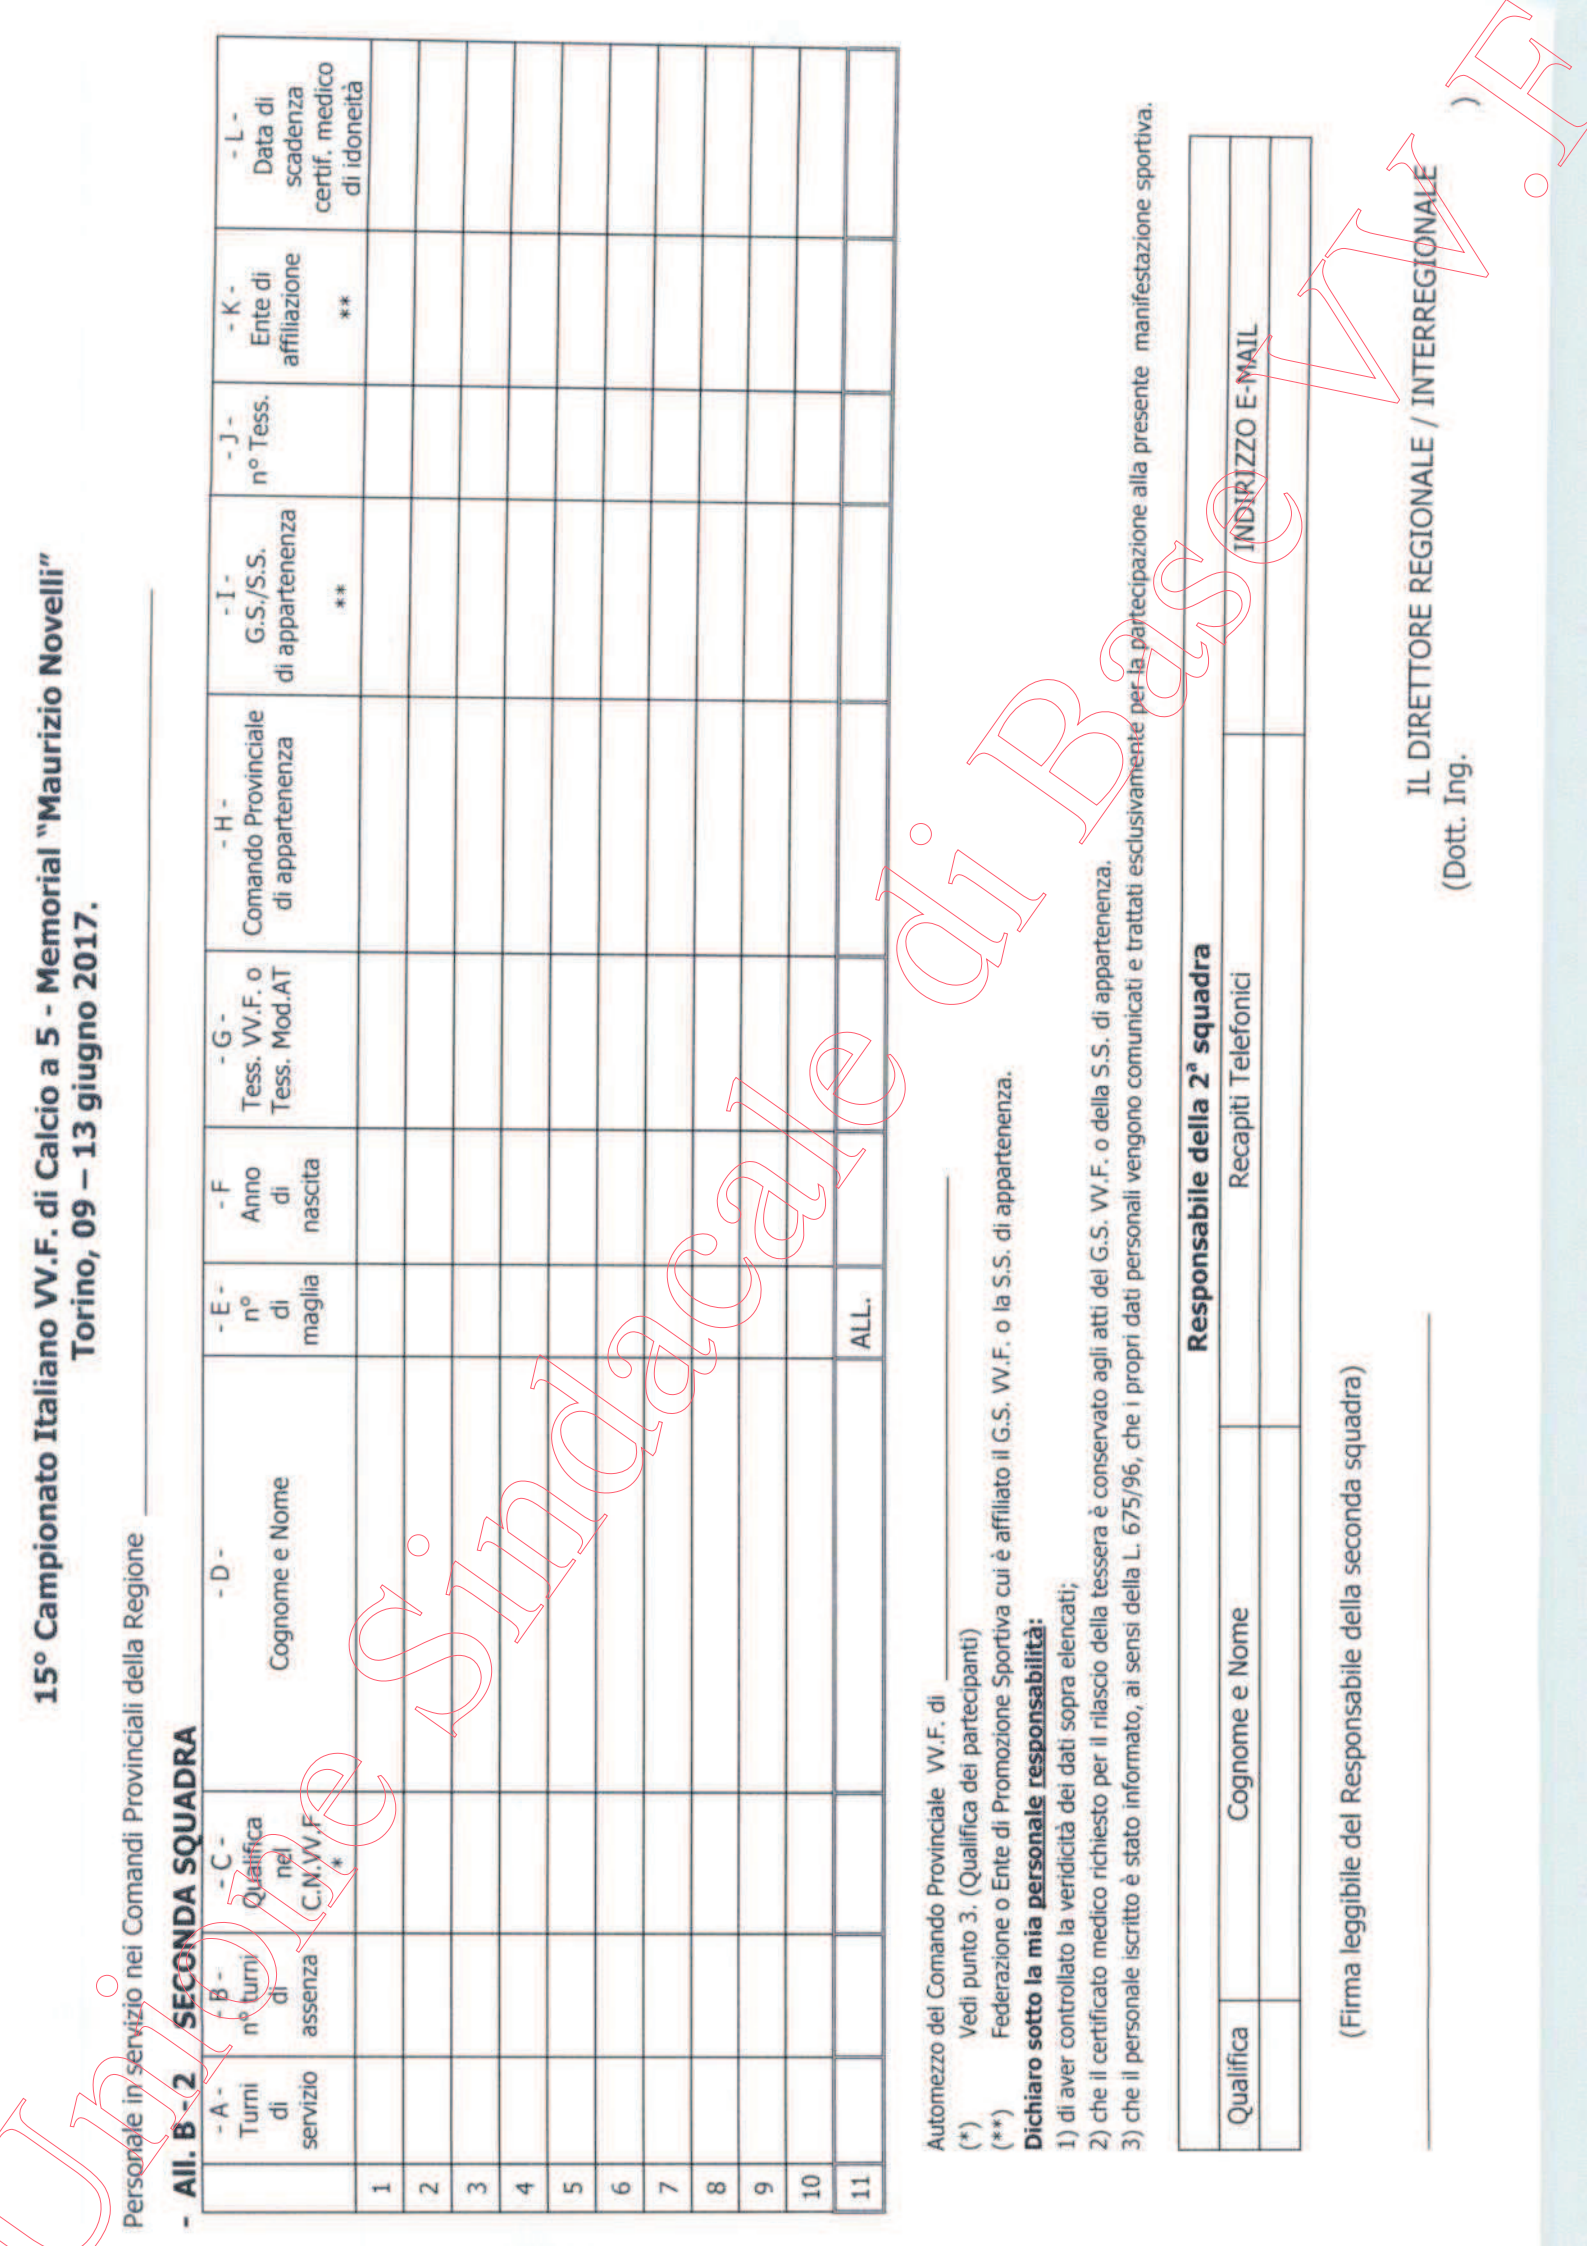 15° Campionato Italiano VV.F. di Calcio a 5 - Memorial "Maurizio Novelli"
Torino, 09 – 13 giugno 2017.
Personale in servizio nei Comandi Provinciali della Regione
- All. B - 2 SECONDA SQUADRA
- A -
Turni
di
servizio
- B -
n° turni
di
assenza
- C -
Qualifica
nel
C.N.VV.F
*
- D -
Cognome e Nome
- E -
n°
di
maglia
- F
Anno
di
nascita
- G -
Tess. VV.F. o
Tess. Mod.AT
- H -
Comando Provinciale
di appartenenza
- I -
G.S./S.S.
di appartenenza
**
- J -
n° Tess.
- K -
Ente di
affiliazione
**
- L -
Data di
scadenza
certif. medico
di idoneità
1
2
3
4
5
6
7
8
9
10
11 ALL.
Automezzo del Comando Provinciale VV.F. di
(*) Vedi punto 3. (Qualifica dei partecipanti)
(**) Federazione o Ente di Promozione Sportiva cui è affiliato il G.S. VV.F. o la S.S. di appartenenza.
Dichiaro sotto la mia personale responsabilità:
1) di aver controllato la veridicità dei dati sopra elencati;
2) che il certificato medico richiesto per il rilascio della tessera è conservato agli atti del G.S. VV.F. o della S.S. di appartenenza.
3) che il personale iscritto è stato informato, ai sensi della L. 675/96, che i propri dati personali vengono comunicati e trattati esclusivamente per la partecipazione alla presente manifestazione sportiva.
Responsabile della 2ª squadra
Qualifica Cognome e Nome Recapiti Telefonici INDIRIZZO E-MAIL
(Firma leggibile del Responsabile della seconda squadra)
IL DIRETTORE REGIONALE / INTERREGIONALE
(Dott. Ing. )
Unione Sindacale di Base VV.F